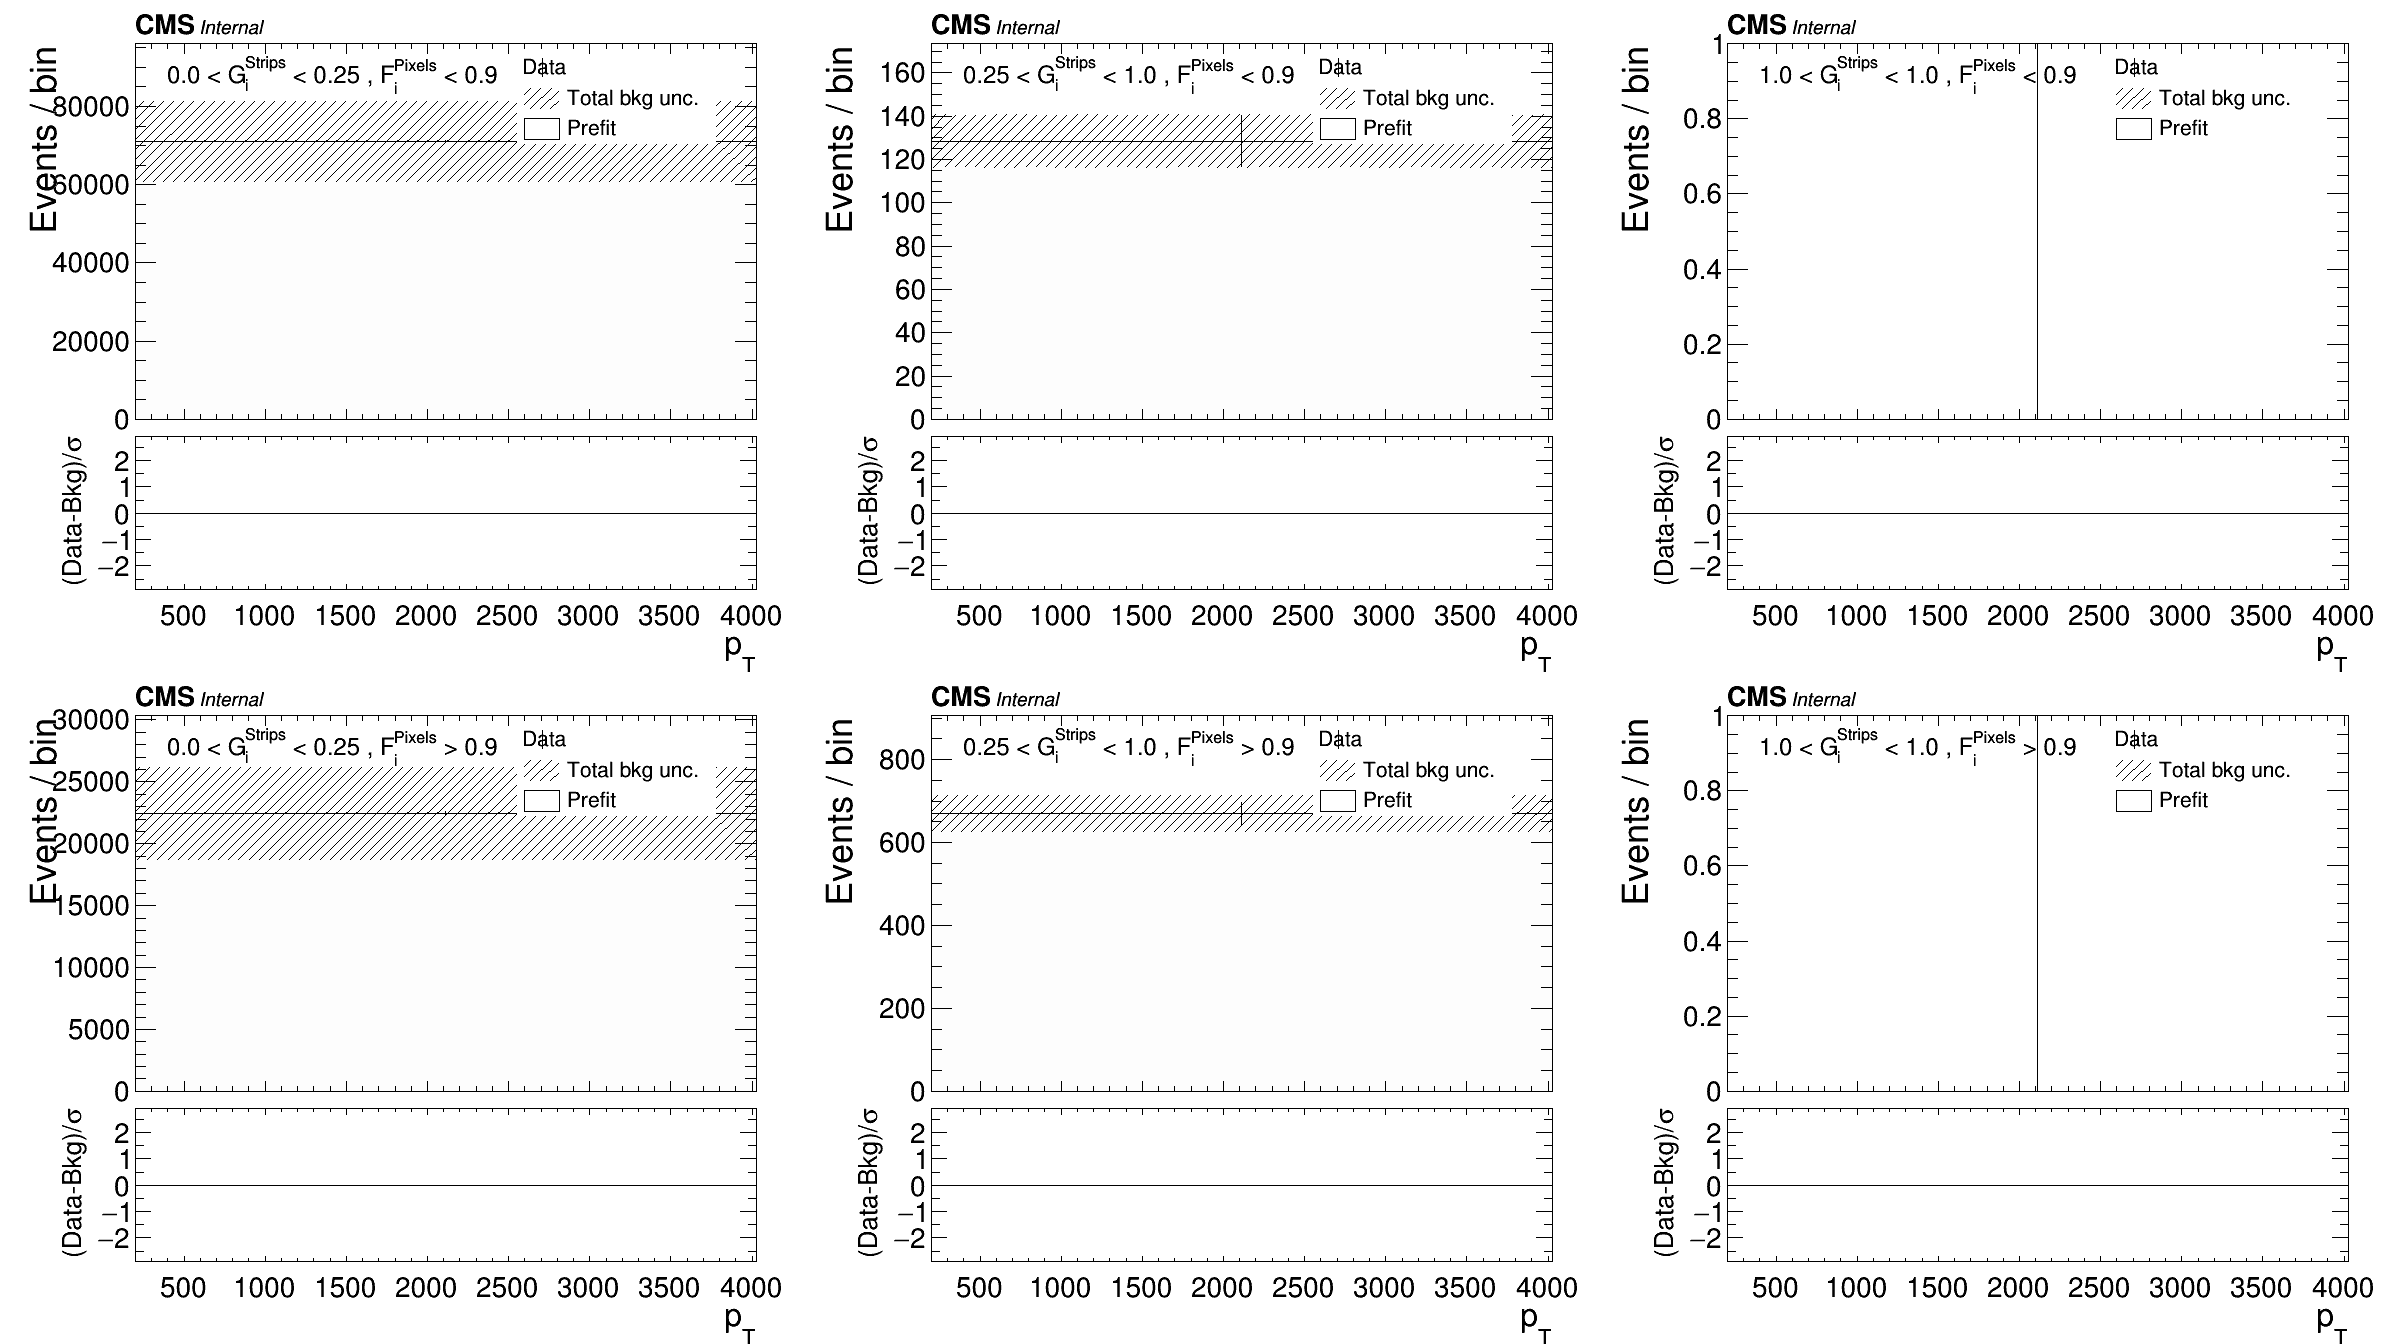 CMS Internal
Events / bin
0.0 < G_i^Strips < 0.25 , F_i^Pixels < 0.9
Data
Total bkg unc.
Prefit
80000
60000
40000
20000
0
(Data-Bkg)/σ
2
1
0
−1
−2
500 1000 1500 2000 2500 3000 3500 4000
p_T
CMS Internal
Events / bin
0.25 < G_i^Strips < 1.0 , F_i^Pixels < 0.9
Data
Total bkg unc.
Prefit
160
140
120
100
80
60
40
20
0
(Data-Bkg)/σ
2
1
0
−1
−2
500 1000 1500 2000 2500 3000 3500 4000
p_T
CMS Internal
Events / bin
1.0 < G_i^Strips < 1.0 , F_i^Pixels < 0.9
Data
Total bkg unc.
Prefit
1
0.8
0.6
0.4
0.2
0
(Data-Bkg)/σ
2
1
0
−1
−2
500 1000 1500 2000 2500 3000 3500 4000
p_T
CMS Internal
Events / bin
0.0 < G_i^Strips < 0.25 , F_i^Pixels > 0.9
Data
Total bkg unc.
Prefit
30000
25000
20000
15000
10000
5000
0
(Data-Bkg)/σ
2
1
0
−1
−2
500 1000 1500 2000 2500 3000 3500 4000
p_T
CMS Internal
Events / bin
0.25 < G_i^Strips < 1.0 , F_i^Pixels > 0.9
Data
Total bkg unc.
Prefit
800
600
400
200
0
(Data-Bkg)/σ
2
1
0
−1
−2
500 1000 1500 2000 2500 3000 3500 4000
p_T
CMS Internal
Events / bin
1.0 < G_i^Strips < 1.0 , F_i^Pixels > 0.9
Data
Total bkg unc.
Prefit
1
0.8
0.6
0.4
0.2
0
(Data-Bkg)/σ
2
1
0
−1
−2
500 1000 1500 2000 2500 3000 3500 4000
p_T